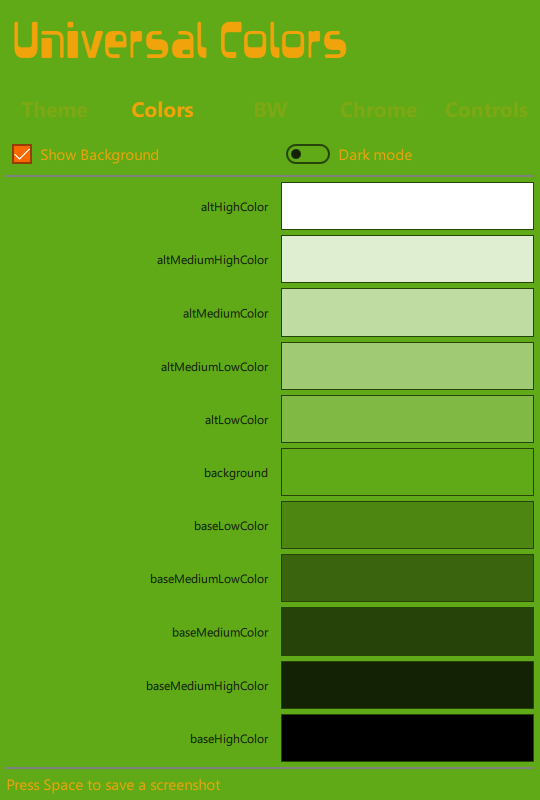 Universal Colors
Theme Colors BW Chrome Controls
Show Background Dark mode
altHighColor
altMediumHighColor
altMediumColor
altMediumLowColor
altLowColor
background
baseLowColor
baseMediumLowColor
baseMediumColor
baseMediumHighColor
baseHighColor
Press Space to save a screenshot